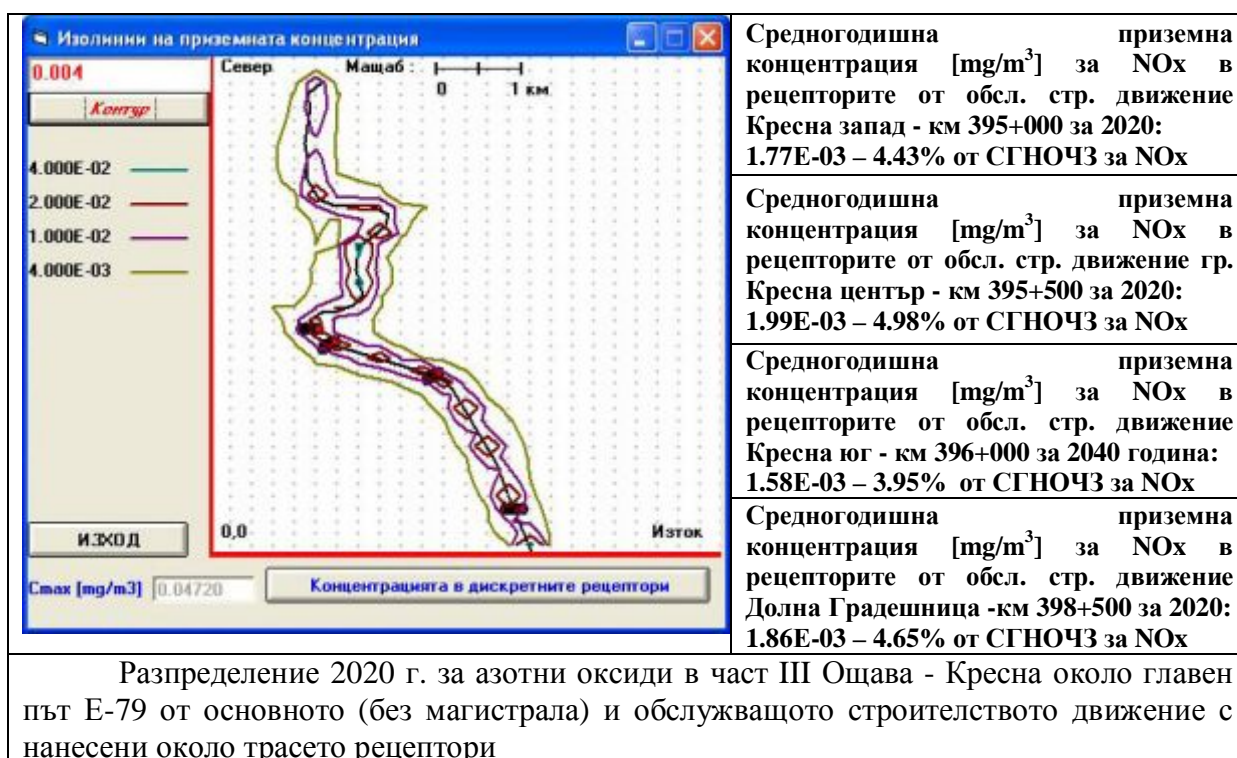 Изолинии на приземната концентрация
0.004
Контур
4.000E-02
2.000E-02
1.000E-02
4.000E-03
ИЗХОД
Север
Мащаб :
0 1 км
0,0
Изток
Cmax [mg/m3] 0.04720
Концентрацията в дискретните рецептори
Средногодишна приземна
концентрация [mg/m³] за NOx в
рецепторите от обсл. стр. движение
Кресна запад - км 395+000 за 2020:
1.77E-03 – 4.43% от СГНОЧЗ за NOx
Средногодишна приземна
концентрация [mg/m³] за NOx в
рецепторите от обсл. стр. движение гр.
Кресна център - км 395+500 за 2020:
1.99E-03 – 4.98% от СГНОЧЗ за NOx
Средногодишна приземна
концентрация [mg/m³] за NOx в
рецепторите от обсл. стр. движение
Кресна юг - км 396+000 за 2040 година:
1.58E-03 – 3.95% от СГНОЧЗ за NOx
Средногодишна приземна
концентрация [mg/m³] за NOx в
рецепторите от обсл. стр. движение
Долна Градешница -км 398+500 за 2020:
1.86E-03 – 4.65% от СГНОЧЗ за NOx
Разпределение 2020 г. за азотни оксиди в част III Ощава - Кресна около главен
път Е-79 от основното (без магистрала) и обслужващото строителството движение с
нанесени около трасето рецептори